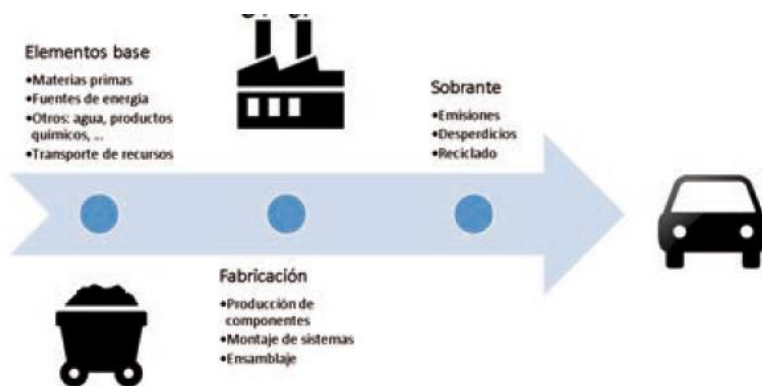 Elementos base
•Materias primas
•Fuentes de energía
•Otros: agua, productos
químicos, ...
•Transporte de recursos
Sobrante
•Emisiones
•Desperdicios
•Reciclado
Fabricación
•Producción de
componentes
•Montaje de sistemas
•Ensamblaje